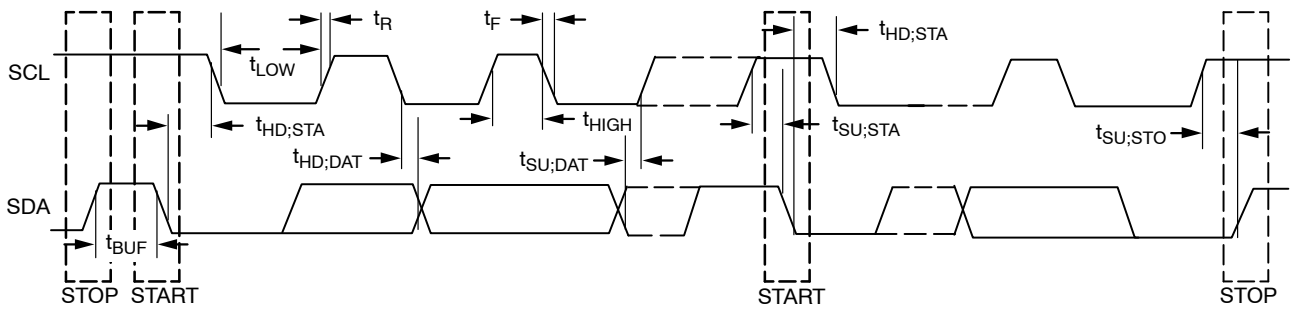 t_R
t_F
t_HD;STA
SCL
t_LOW
t_HD;STA
t_HIGH
t_SU;STA
t_SU;STO
t_HD;DAT
t_SU;DAT
SDA
t_BUF
STOP START START STOP